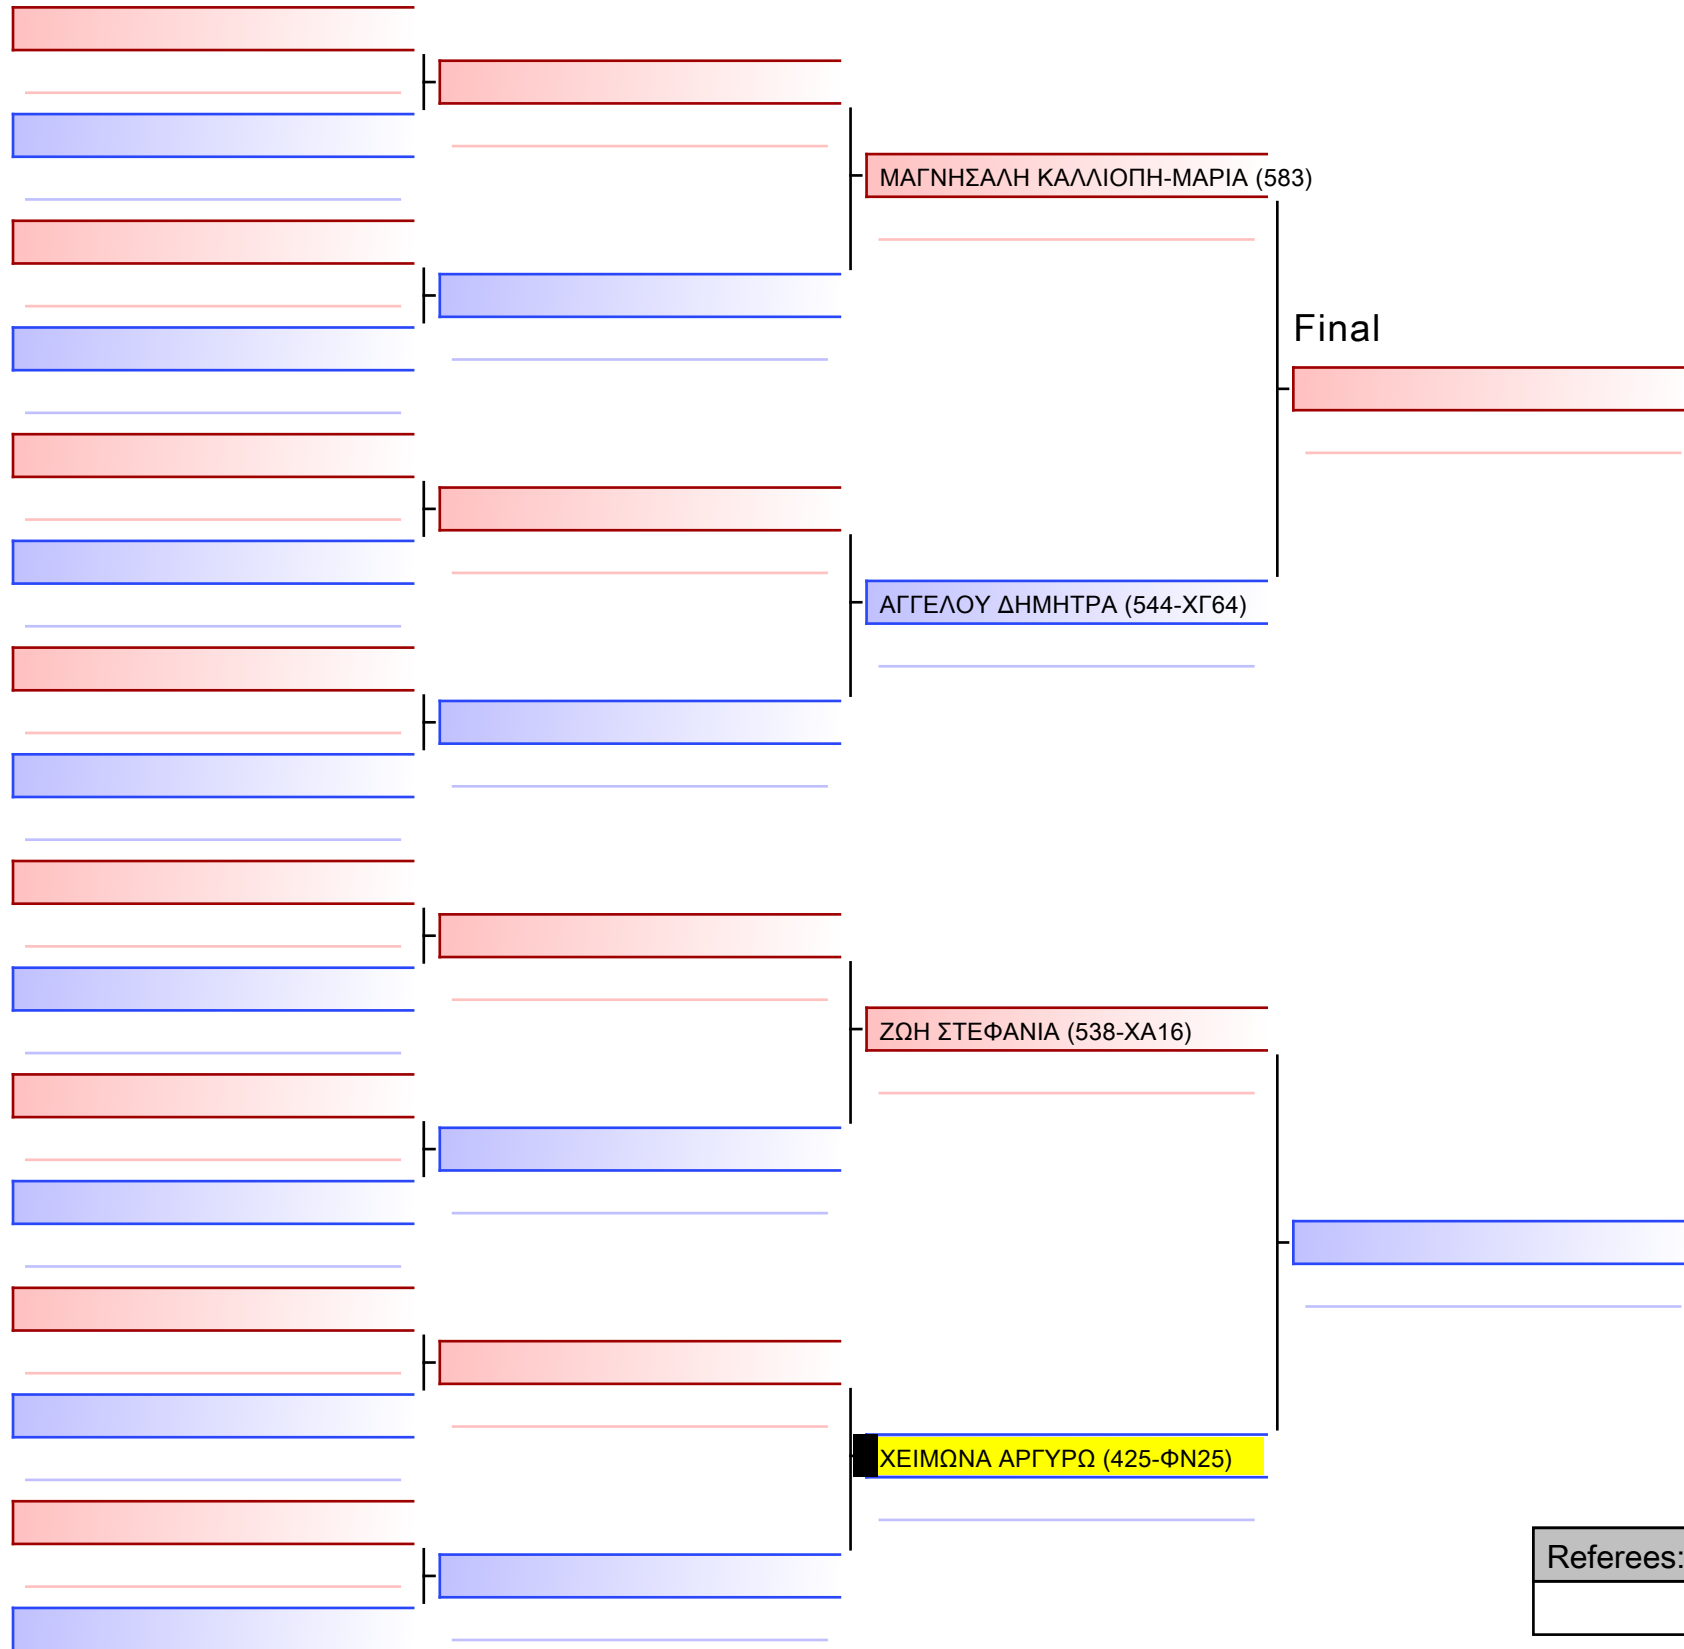 ΜΑΓΝΗΣΑΛΗ ΚΑΛΛΙΟΠΗ-ΜΑΡΙΑ (583)
Final
ΑΓΓΕΛΟΥ ΔΗΜΗΤΡΑ (544-ΧΓ64)
ΖΩΗ ΣΤΕΦΑΝΙΑ (538-ΧΑ16)
ΧΕΙΜΩΝΑ ΑΡΓΥΡΩ (425-ΦΝ25)
Referees: